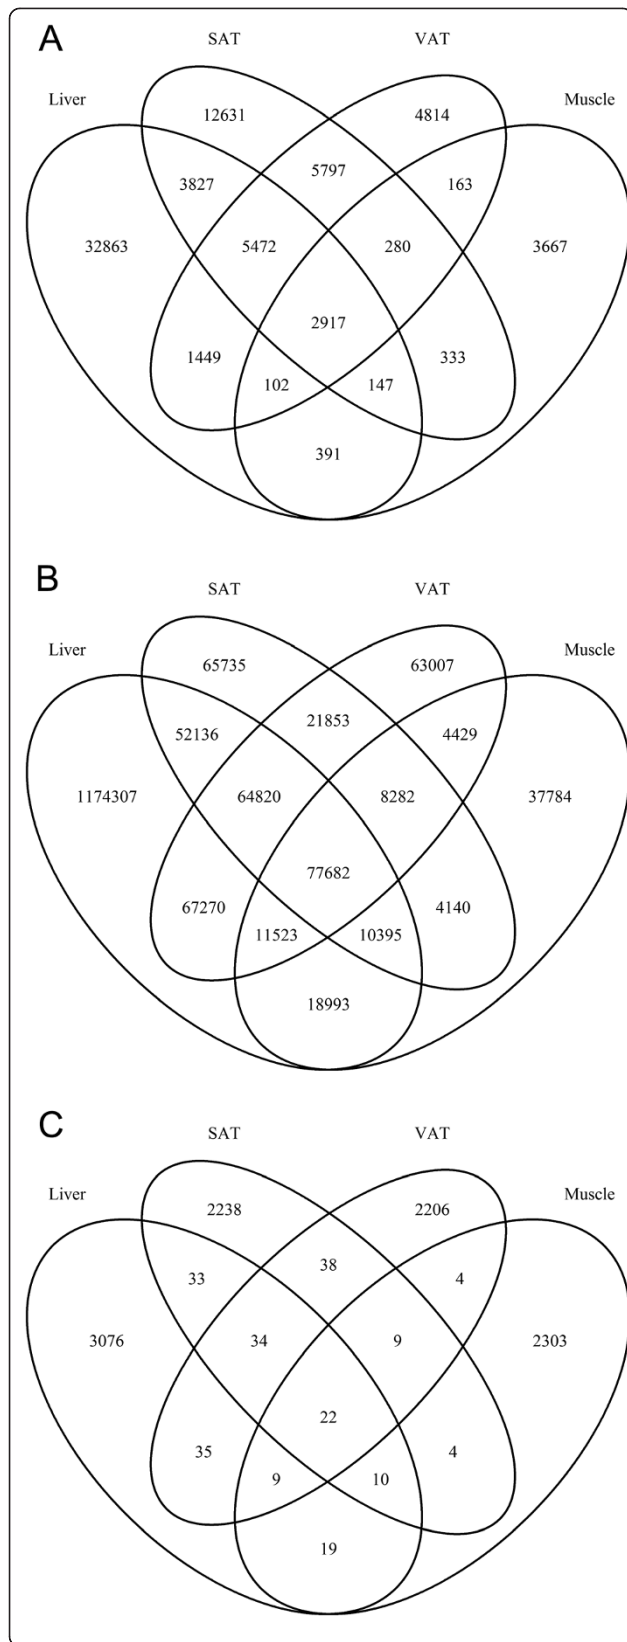 A
SAT VAT
Liver Muscle
12631 4814
5797
3827 163
32863 5472 280 3667
2917
1449 333
102 147
391
B
SAT VAT
Liver Muscle
65735 63007
21853
52136 4429
1174307 64820 8282 37784
77682
67270 4140
11523 10395
18993
C
SAT VAT
Liver Muscle
2238 2206
38
33 4
3076 34 9 2303
22
35 4
9 10
19